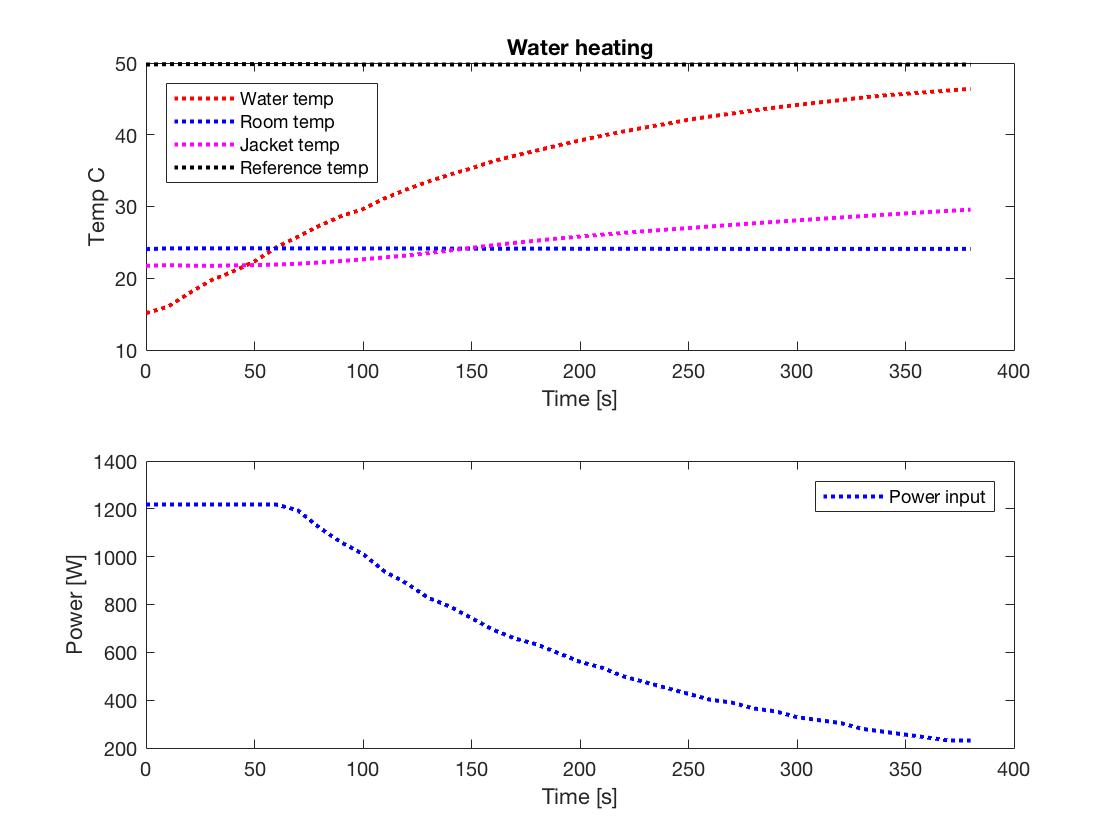 Water heating
50
40
30
20
10
Temp C
Water temp
Room temp
Jacket temp
Reference temp
0 50 100 150 200 250 300 350 400
Time [s]
1400
1200
1000
800
600
400
200
Power [W]
Power input
0 50 100 150 200 250 300 350 400
Time [s]